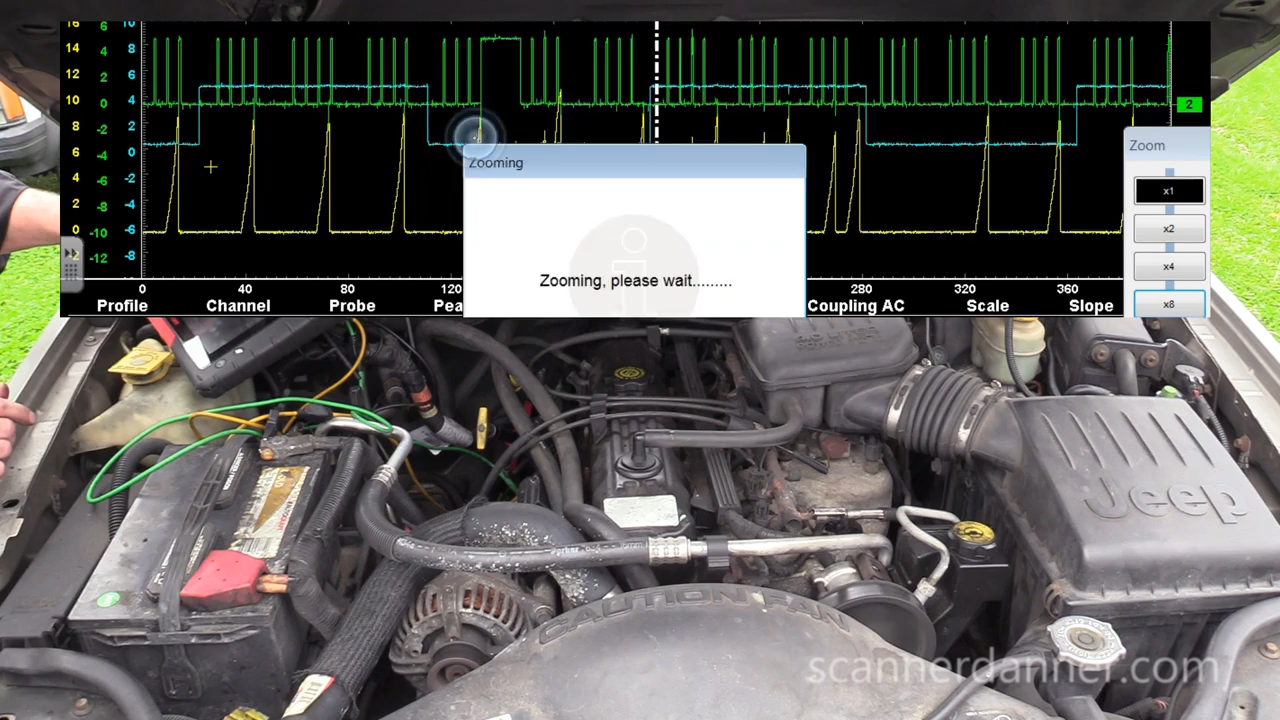 16 6 10
14 4 8
12 2 6
10 0 4
8 -2 2
6 -4 0
4 -6 -2
2 -8 -4
0 -10 -6
-12 -8
2
Zooming
Zooming, please wait.........
Zoom
x1
x2
x4
x8
0 40 80 120 280 320 360
Profile Channel Probe Pea Coupling AC Scale Slope
Jeep
CAUTION FAN
scannerdanner.com